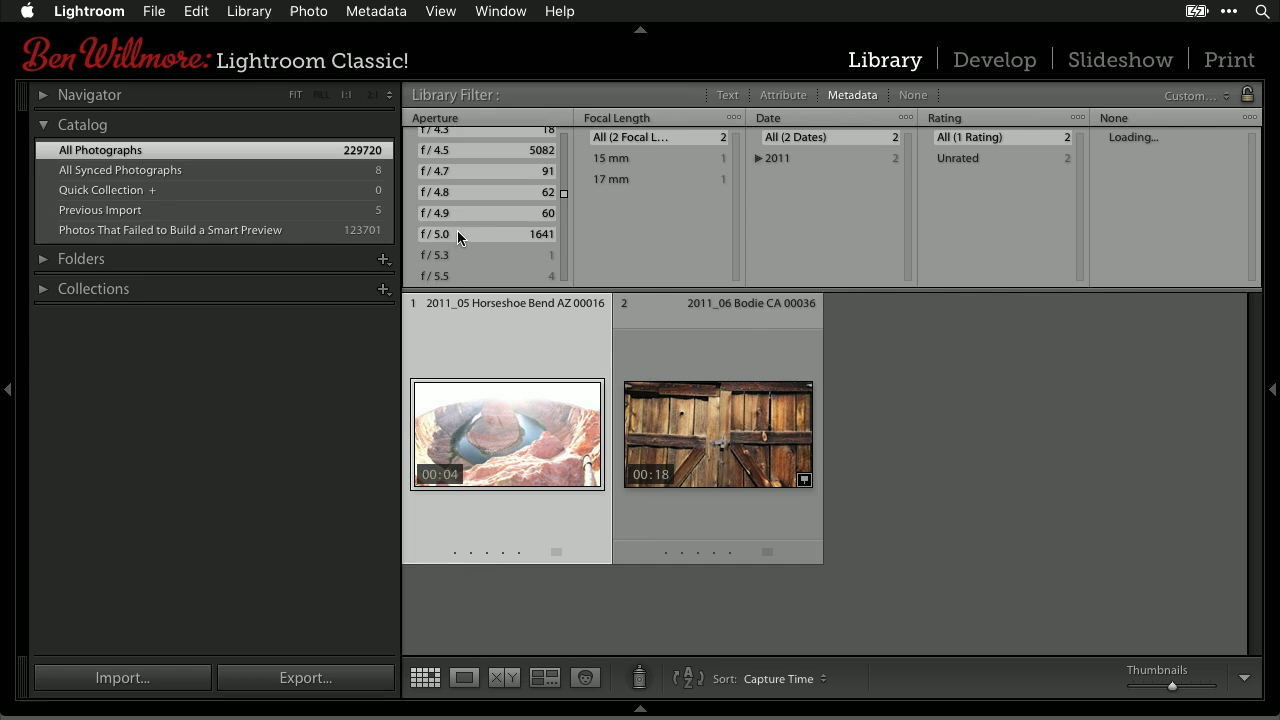 Lightroom File Edit Library Photo Metadata View Window Help
Ben Willmore: Lightroom Classic!
Library Develop Slideshow Print
Navigator FIT FILL 1:1 2:1
Library Filter : Text Attribute Metadata None Custom...
Catalog
All Photographs 229720
All Synced Photographs 8
Quick Collection + 0
Previous Import 5
Photos That Failed to Build a Smart Preview 123701
Folders
Collections
Aperture
f / 4.3 18
f / 4.5 5082
f / 4.7 91
f / 4.8 62
f / 4.9 60
f / 5.0 1641
f / 5.3 1
f / 5.5 4
Focal Length
All (2 Focal L... 2
15 mm 1
17 mm 1
Date
All (2 Dates) 2
2011 2
Rating
All (1 Rating) 2
Unrated 2
None
Loading...
1 2011_05 Horseshoe Bend AZ 00016
00:04
2 2011_06 Bodie CA 00036
00:18
Import... Export...
X Y
A Z
Sort: Capture Time
Thumbnails